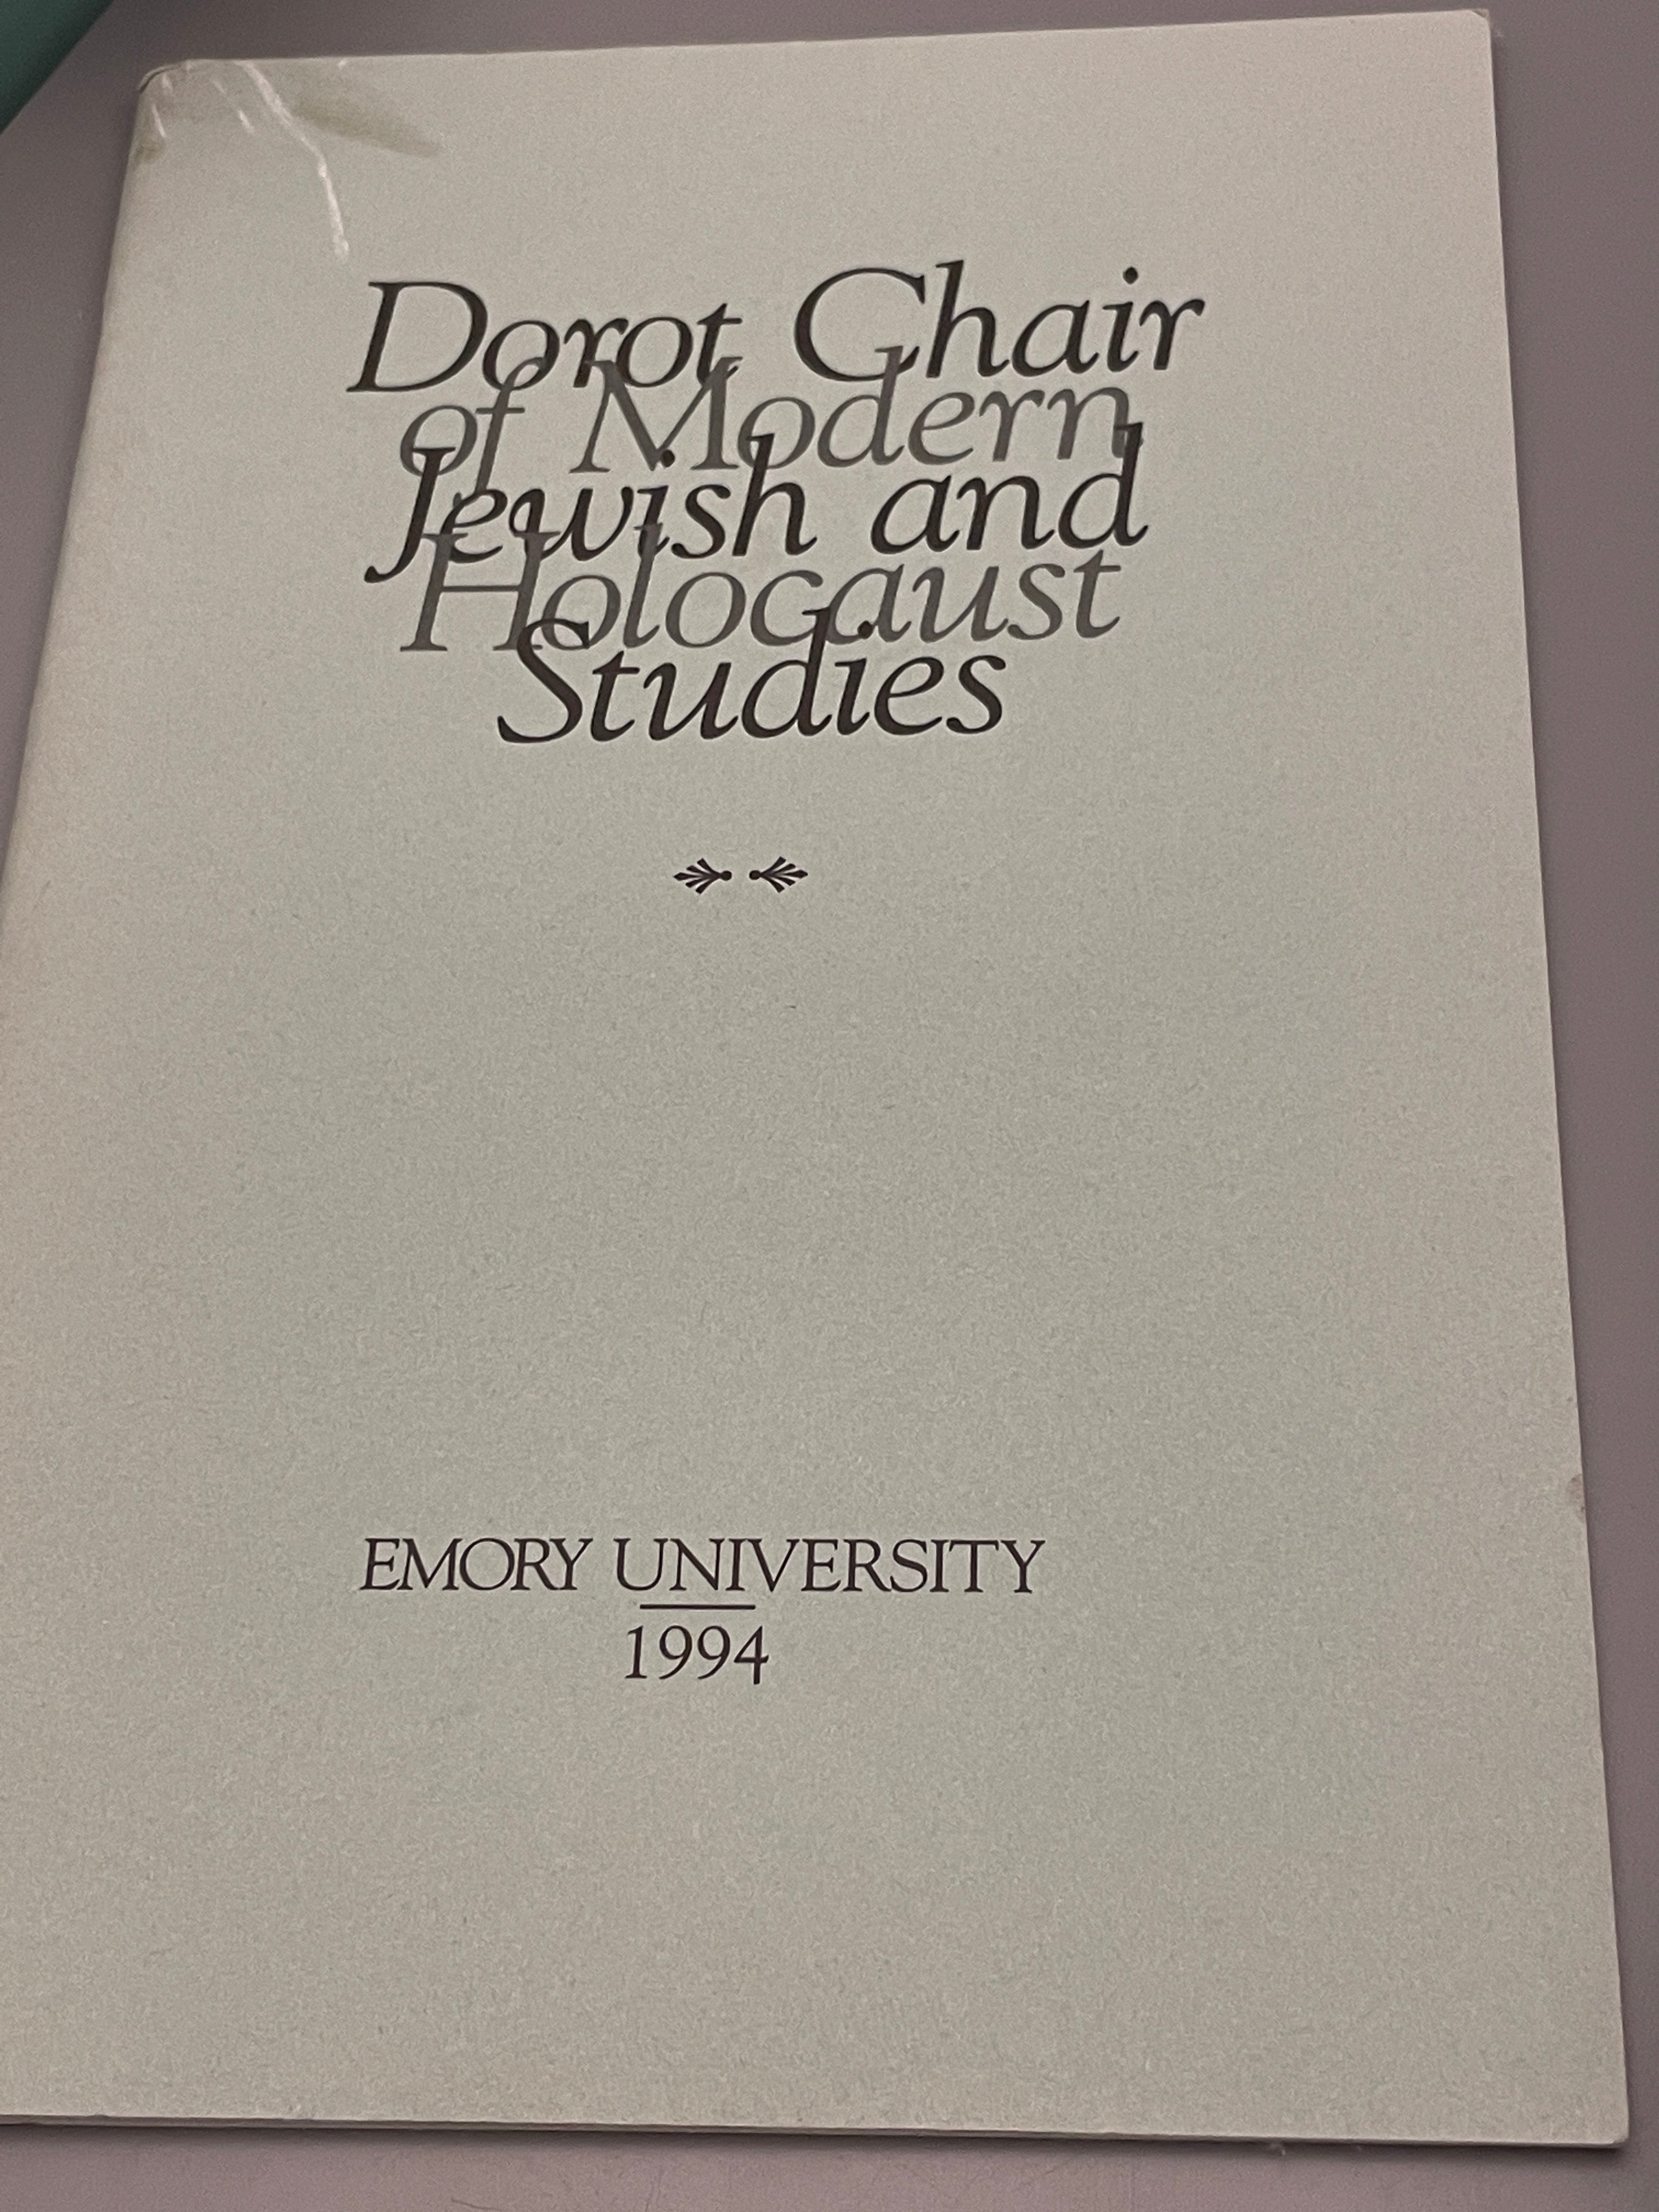 Dorot Chair
of Modern
Jewish and
Holocaust
Studies
EMORY UNIVERSITY
1994